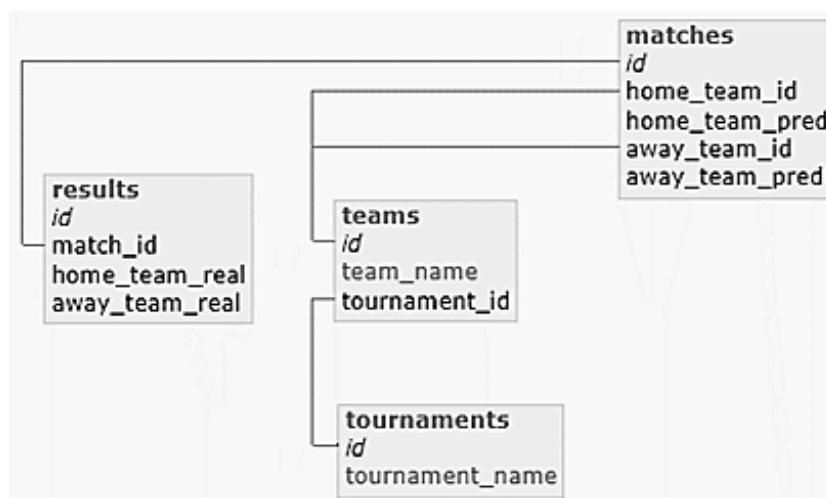 matches
id
home_team_id
home_team_pred
away_team_id
away_team_pred
results
id
match_id
home_team_real
away_team_real
teams
id
team_name
tournament_id
tournaments
id
tournament_name